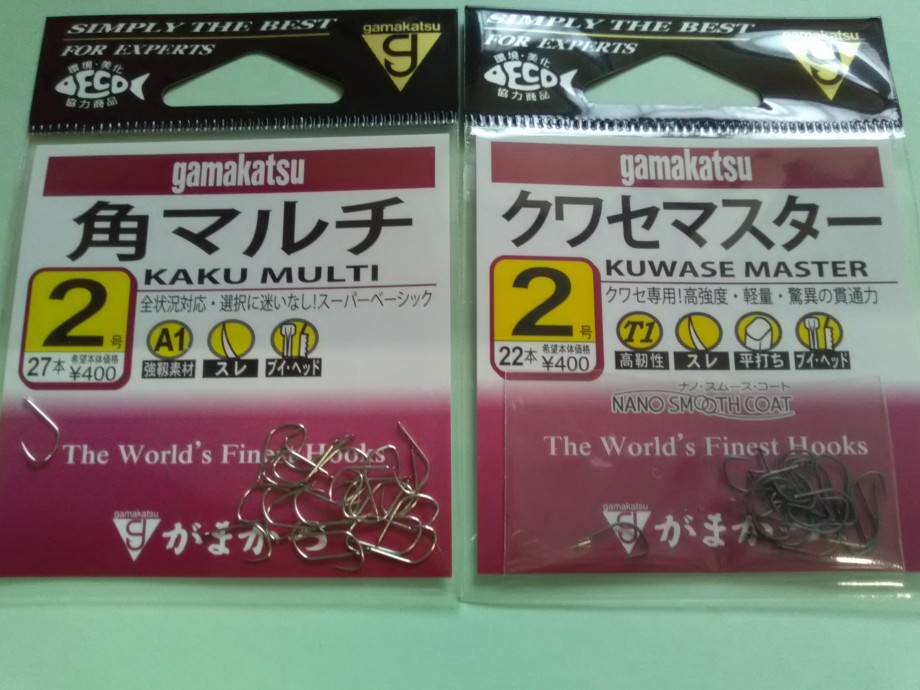 SIMPLY THE BEST
FOR EXPERTS
gamakatsu
g
環境・美化
ECO
協力商品
gamakatsu
角マルチ
KAKU MULTI
2号
全状況対応・選択に迷いなし!スーパーベーシック
27本
希望本体価格
¥400
A1
強靱素材
スレ
ブイ・ヘッド
The World's Finest Hooks
gamakatsu
g
がまかつ
SIMPLY THE BEST
FOR EXPERTS
gamakatsu
g
環境・美化
ECO
協力商品
gamakatsu
クワセマスター
KUWASE MASTER
2号
クワセ専用!高強度・軽量・驚異の貫通力
22本
希望本体価格
¥400
T1
高靭性
スレ
平打ち
ブイ・ヘッド
ナノ・スムース・コート
NANO SMOOTH COAT
The World's Finest Hooks
gamakatsu
g
がまかつ